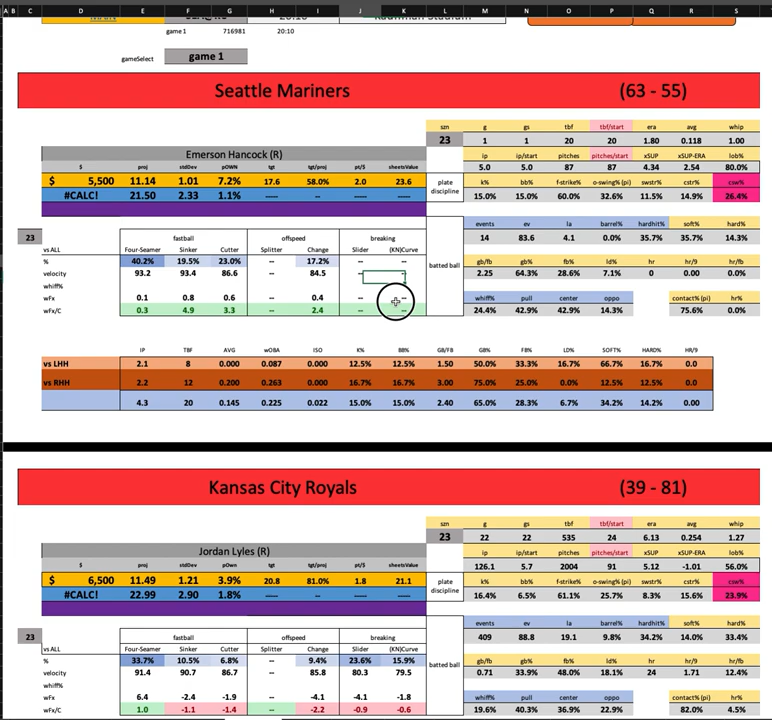 A B C D E F G H I J K L M N O P Q R S
MAIN
game 1 716981 20:10
gameSelect game 1
Seattle Mariners (63 - 55)
szn g gs tbf tbf/start era avg whip
23 1 1 20 20 1.80 0.118 1.00
Emerson Hancock (R) ip ip/start pitches pitches/start xSUP xSUP-ERA lob%
$ proj stdDev pOWN tgt tgt/proj pt/$ sheetsValue 5.0 5.0 87 87 4.34 2.54 80.0%
$ 5,500 11.14 1.01 7.2% 17.6 58.0% 2.0 23.6 plate discipline k% bb% f-strike% o-swing% (pi) swstr% cstr% csw%
#CALC! 21.50 2.33 1.1% ---- --- ---- ---- 15.0% 15.0% 60.0% 32.6% 11.5% 14.9% 26.4%
events ev la barrel% hardhit% soft% hard%
23 fastball offspeed breaking 14 83.6 4.1 0.0% 35.7% 35.7% 14.3%
vs ALL Four-Seamer Sinker Cutter Splitter Change Slider (KN)Curve batted ball
% 40.2% 19.5% 23.0% -- 17.2% -- -- gb/fb gb% fb% ld% hr hr/9 hr/fb
velocity 93.2 93.4 86.6 -- 84.5 -- - 2.25 64.3% 28.6% 7.1% 0 0.00 0.0%
whiff%
wFx 0.1 0.8 0.6 -- 0.4 -- -- whiff% pull center oppo contact% (pi) hr%
wFx/C 0.3 4.9 3.3 -- 2.4 -- -- 24.4% 42.9% 42.9% 14.3% 75.6% 0.0%
IP TBF AVG wOBA ISO K% BB% GB/FB GB% FB% LD% SOFT% HARD% HR/9
vs LHH 2.1 8 0.000 0.087 0.000 12.5% 12.5% 1.50 50.0% 33.3% 16.7% 66.7% 16.7% 0.0
vs RHH 2.2 12 0.200 0.263 0.000 16.7% 16.7% 3.00 75.0% 25.0% 0.0% 12.5% 12.5% 0.0
4.3 20 0.145 0.225 0.022 15.0% 15.0% 2.40 65.0% 28.3% 6.7% 34.2% 14.2% 0.00
Kansas City Royals (39 - 81)
szn g gs tbf tbf/start era avg whip
23 22 22 535 24 6.13 0.254 1.27
Jordan Lyles (R) ip ip/start pitches pitches/start xSUP xSUP-ERA lob%
$ proj stdDev pOWN tgt tgt/proj pt/$ sheetsValue 126.1 5.7 2004 91 5.12 -1.01 56.0%
$ 6,500 11.49 1.21 3.9% 20.8 81.0% 1.8 21.1 plate discipline k% bb% f-strike% o-swing% (pi) swstr% cstr% csw%
#CALC! 22.99 2.90 1.8% ---- --- ---- ---- 16.4% 6.5% 61.1% 25.7% 8.3% 15.6% 23.9%
events ev la barrel% hardhit% soft% hard%
23 fastball offspeed breaking 409 88.8 19.1 9.8% 34.2% 14.0% 33.4%
vs ALL Four-Seamer Sinker Cutter Splitter Change Slider (KN)Curve batted ball
% 33.7% 10.5% 6.8% -- 9.4% 23.6% 15.9% gb/fb gb% fb% ld% hr hr/9 hr/fb
velocity 91.4 90.7 86.7 -- 85.8 80.3 79.5 0.71 33.9% 48.0% 18.1% 24 1.71 12.4%
whiff%
wFx 6.4 -2.4 -1.9 -- -4.1 -4.1 -1.8 whiff% pull center oppo contact% (pi) hr%
wFx/C 1.0 -1.1 -1.4 -- -2.2 -0.9 -0.6 19.6% 40.3% 36.9% 22.9% 82.0% 4.5%